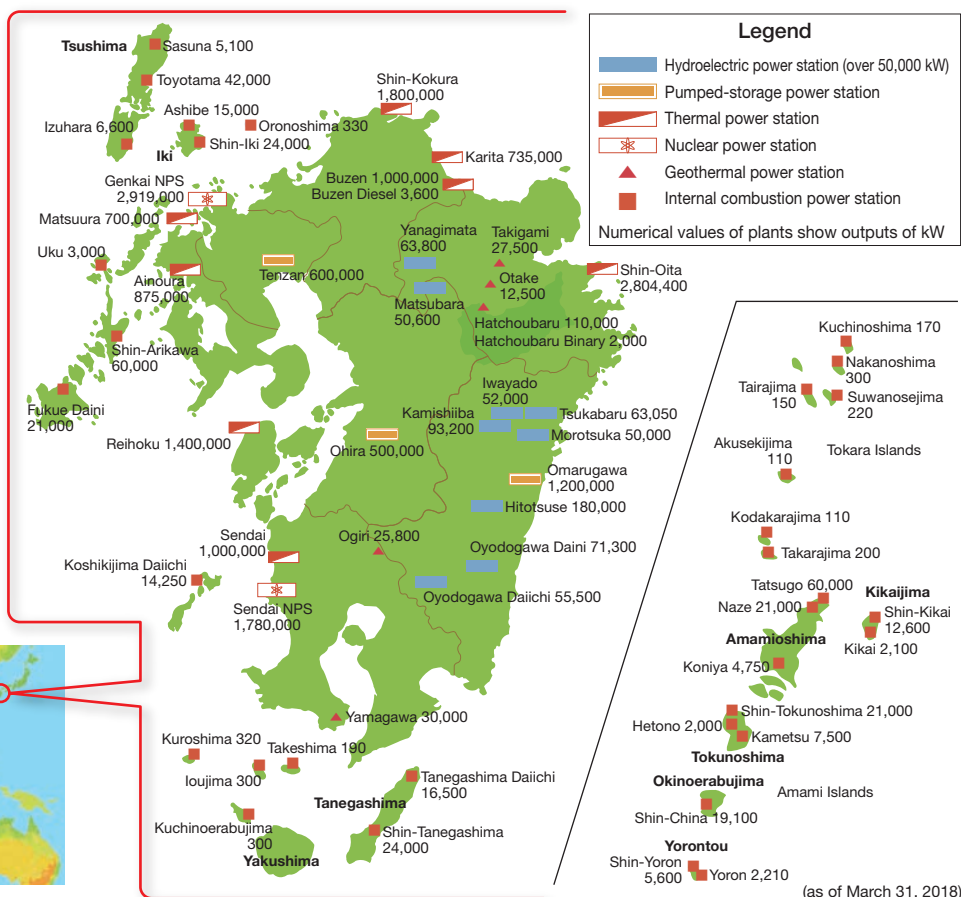 Legend
Hydroelectric power station (over 50,000 kW)
Pumped-storage power station
Thermal power station
Nuclear power station
Geothermal power station
Internal combustion power station
Numerical values of plants show outputs of kW
Tsushima
Sasuna 5,100
Toyotama 42,000
Ashibe 15,000
Izuhara 6,600
Oronoshima 330
Shin-Iki 24,000
Iki
Shin-Kokura
1,800,000
Karita 735,000
Buzen 1,000,000
Buzen Diesel 3,600
Genkai NPS
2,919,000
Matsuura 700,000
Uku 3,000
Ainoura
875,000
Tenzan 600,000
Yanagimata
63,800
Matsubara
50,600
Takigami
27,500
Otake
12,500
Shin-Oita
2,804,400
Hatchoubaru 110,000
Hatchoubaru Binary 2,000
Shin-Arikawa
60,000
Fukue Daini
21,000
Reihoku 1,400,000
Ohira 500,000
Iwayado
52,000
Kamishiiba
93,200
Tsukabaru 63,050
Morotsuka 50,000
Omarugawa
1,200,000
Hitotsuse 180,000
Ogiri 25,800
Oyodogawa Daini 71,300
Oyodogawa Daiichi 55,500
Sendai
1,000,000
Koshikijima Daiichi
14,250
Sendai NPS
1,780,000
Yamagawa 30,000
Kuroshima 320
Takeshima 190
Ioujima 300
Tanegashima
Tanegashima Daiichi
16,500
Shin-Tanegashima
24,000
Kuchinoerabujima
300
Yakushima
Kuchinoshima 170
Nakanoshima
300
Tairajima
150
Suwanosejima
220
Akusekijima
110
Tokara Islands
Kodakarajima 110
Takarajima 200
Tatsugo 60,000
Naze 21,000
Kikaijima
Shin-Kikai
12,600
Kikai 2,100
Amamioshima
Koniya 4,750
Shin-Tokunoshima 21,000
Hetono 2,000
Kametsu 7,500
Tokunoshima
Okinoerabujima
Amami Islands
Shin-China 19,100
Yorontou
Shin-Yoron
5,600
Yoron 2,210
(as of March 31, 2018)